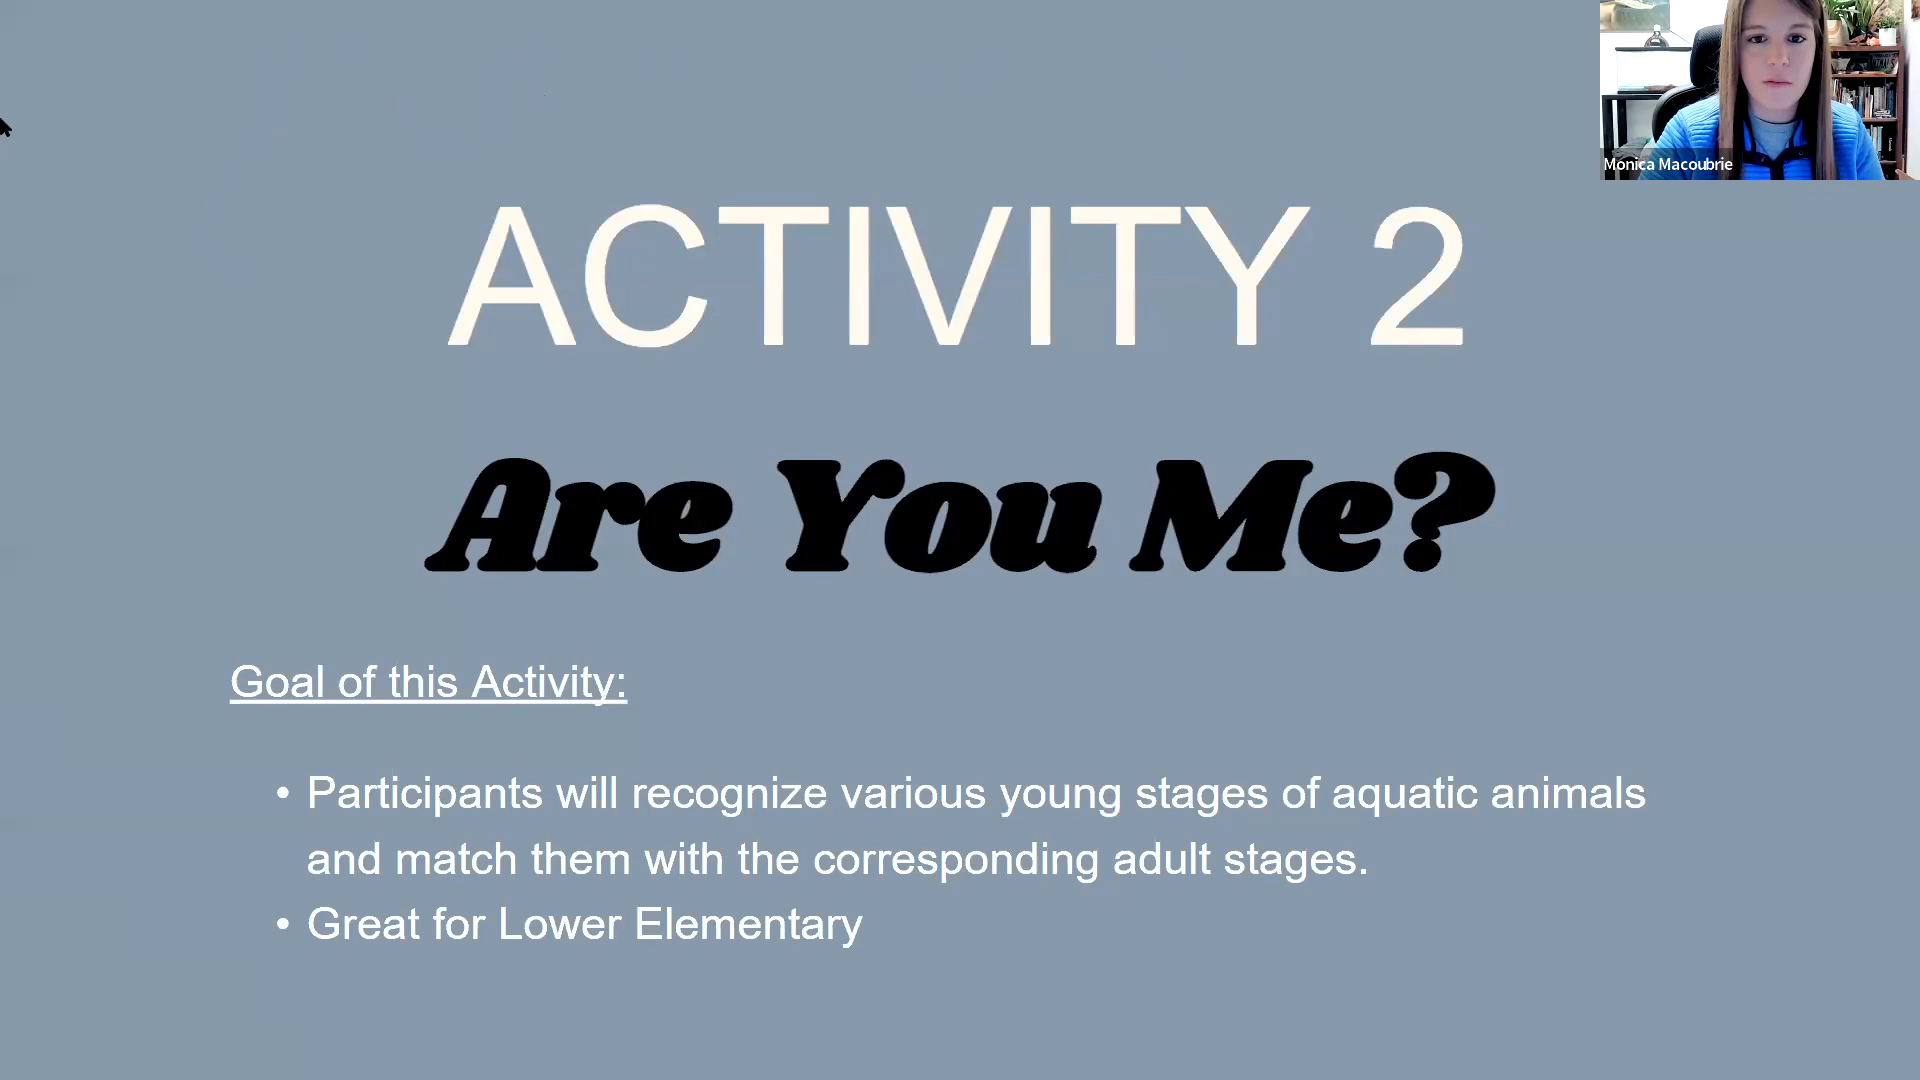 Monica Macoubrie
ACTIVITY 2
Are You Me?
Goal of this Activity:
• Participants will recognize various young stages of aquatic animals
and match them with the corresponding adult stages.
• Great for Lower Elementary